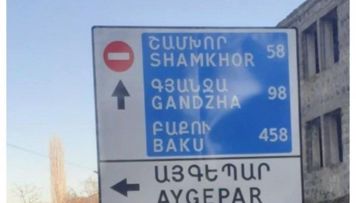 ՇԱՄԽՈՐ
SHAMKHOR 58
ԳՅԱՆՋԱ
GANDZHA 98
ԲԱՔՈՒ
BAKU 458
ԱՅԳԵՊԱՐ
AYGEPAR